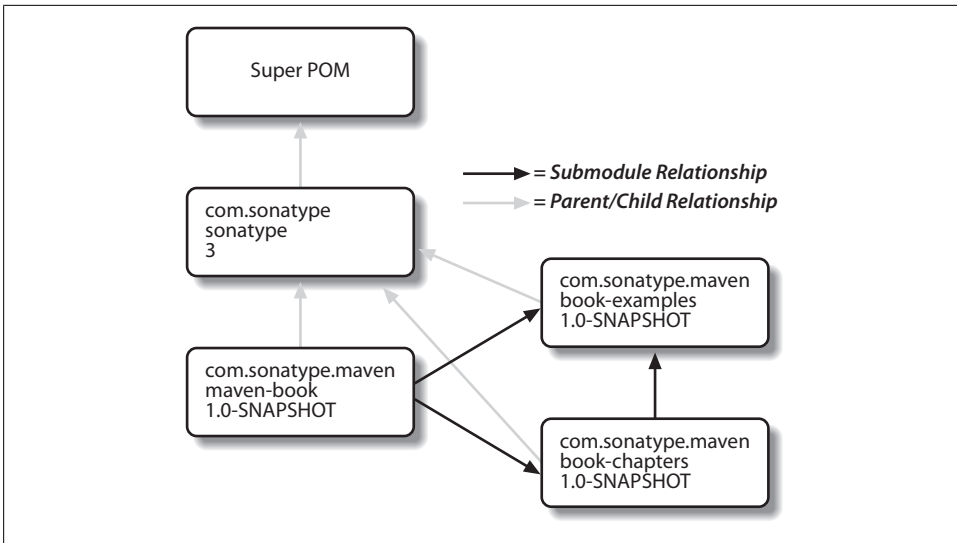 Super POM
= Submodule Relationship
= Parent/Child Relationship
com.sonatype
sonatype
3
com.sonatype.maven
book-examples
1.0-SNAPSHOT
com.sonatype.maven
maven-book
1.0-SNAPSHOT
com.sonatype.maven
book-chapters
1.0-SNAPSHOT